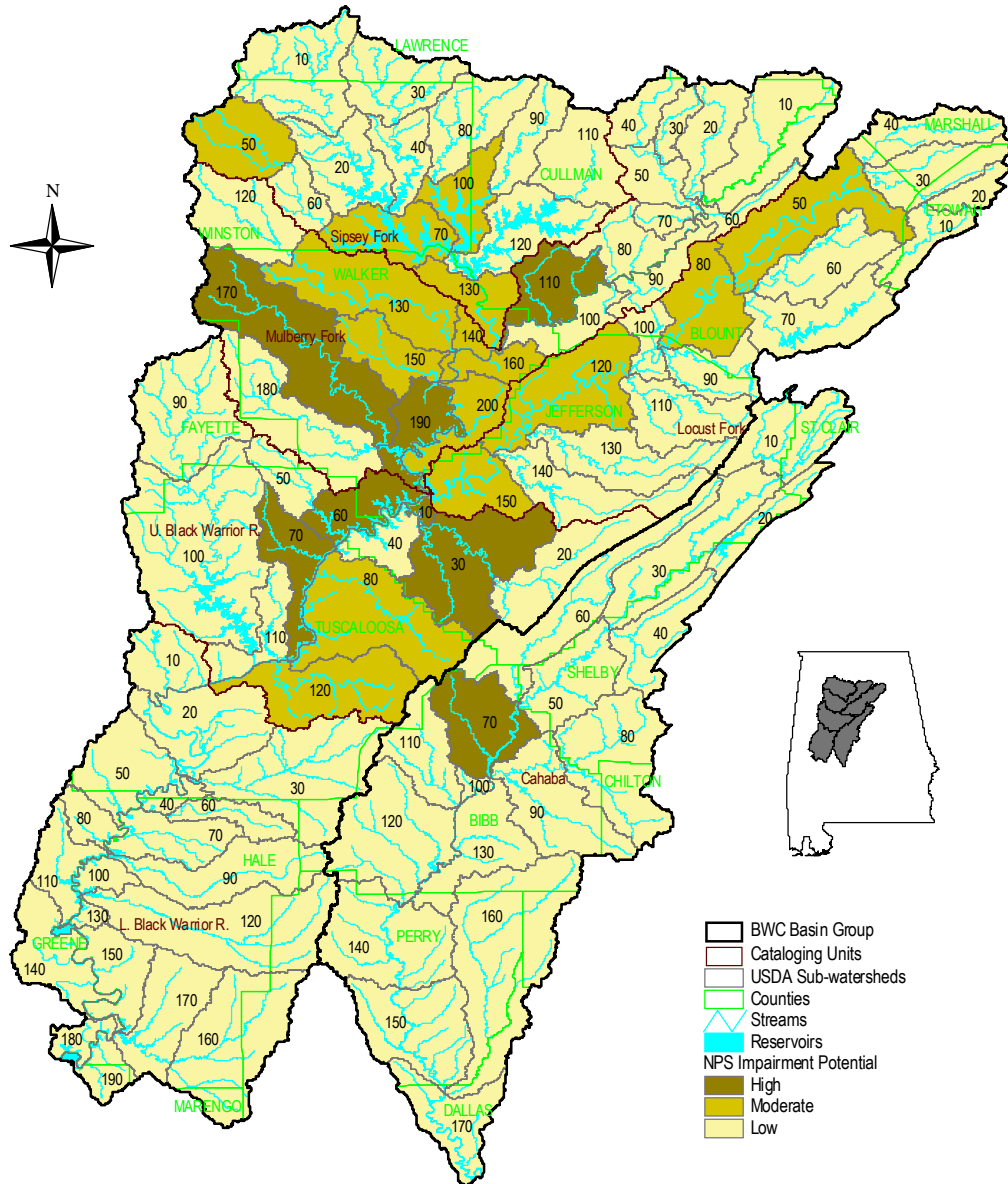 LAWRENCE
10
30
10
80
90
110
40
30
20
40
MARSHALL
50
40
20
100
CULLMAN
50
30
20
ETOWAH
10
50
120
60
WINSTON
Sipsey Fork
70
120
70
60
80
80
60
WALKER
130
110
90
170
130
100
100
BLOUNT
70
Mulberry Fork
140
150
160
120
90
180
190
200
JEFFERSON
110
Locust Fork
90
FAYETTE
130
10
ST. CLAIR
50
140
150
60
10
20
U. Black Warrior R.
70
40
20
100
30
30
80
60
110
TUSCALOOSA
40
10
SHELBY
120
50
20
70
80
110
50
30
100
Cahaba
CHILTON
40
60
80
70
120
BIBB
90
HALE
130
100
90
110
130
L. Black Warrior R.
120
160
GREENE
PERRY
150
140
140
170
150
160
180
190
MARENGO
DALLAS
170
N
BWC Basin Group
Cataloging Units
USDA Sub-watersheds
Counties
Streams
Reservoirs
NPS Impairment Potential
High
Moderate
Low